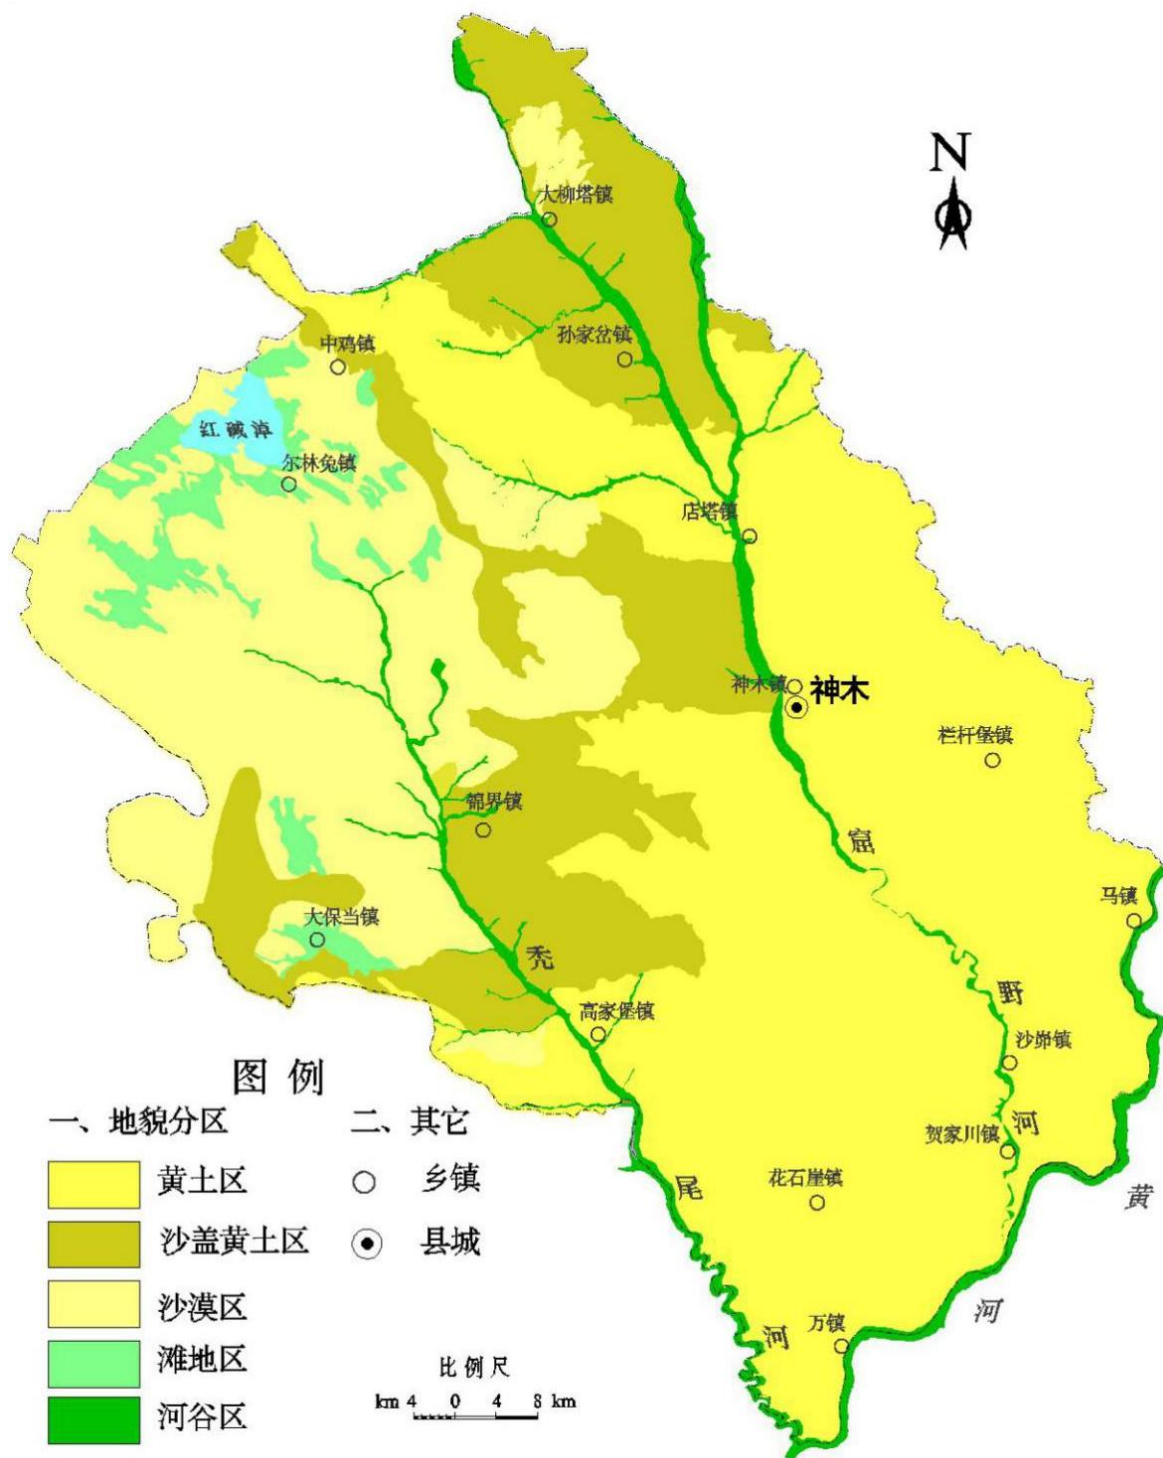 N
大柳塔镇
孙家岔镇
中鸡镇
红碱淖
尔林兔镇
店塔镇
神木镇
神木
栏杆堡镇
锦界镇
窟
马镇
大保当镇
秃
野
高家堡镇
沙峁镇
图 例
一、地貌分区
二、其它
河
贺家川镇
黄土区
乡镇
花石崖镇
尾
黄
沙盖黄土区
县城
沙漠区
河
万镇
河
滩地区
比例尺
km 4 0 4 8 km
河谷区